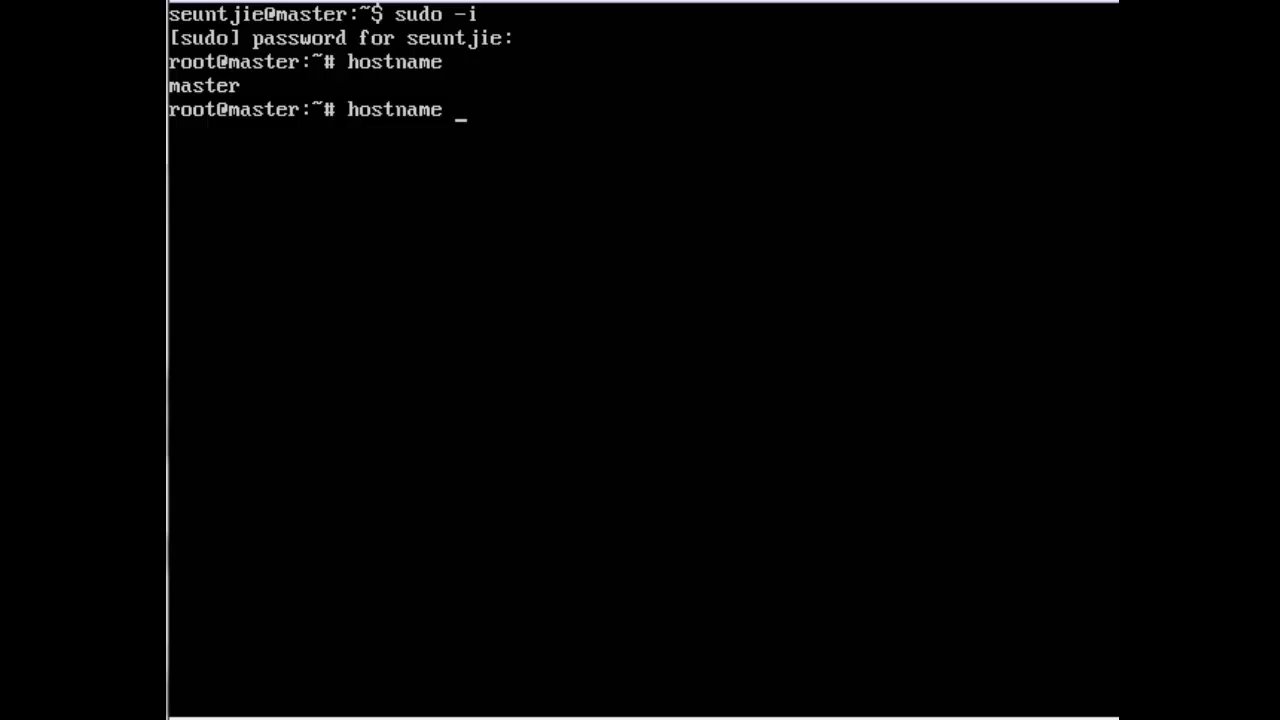 seuntjie@master:~$ sudo -i
[sudo] password for seuntjie:
root@master:~# hostname
master
root@master:~# hostname _